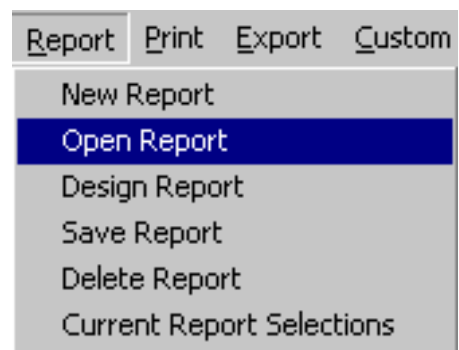 Report Print Export Custom
New Report
Open Report
Design Report
Save Report
Delete Report
Current Report Selections